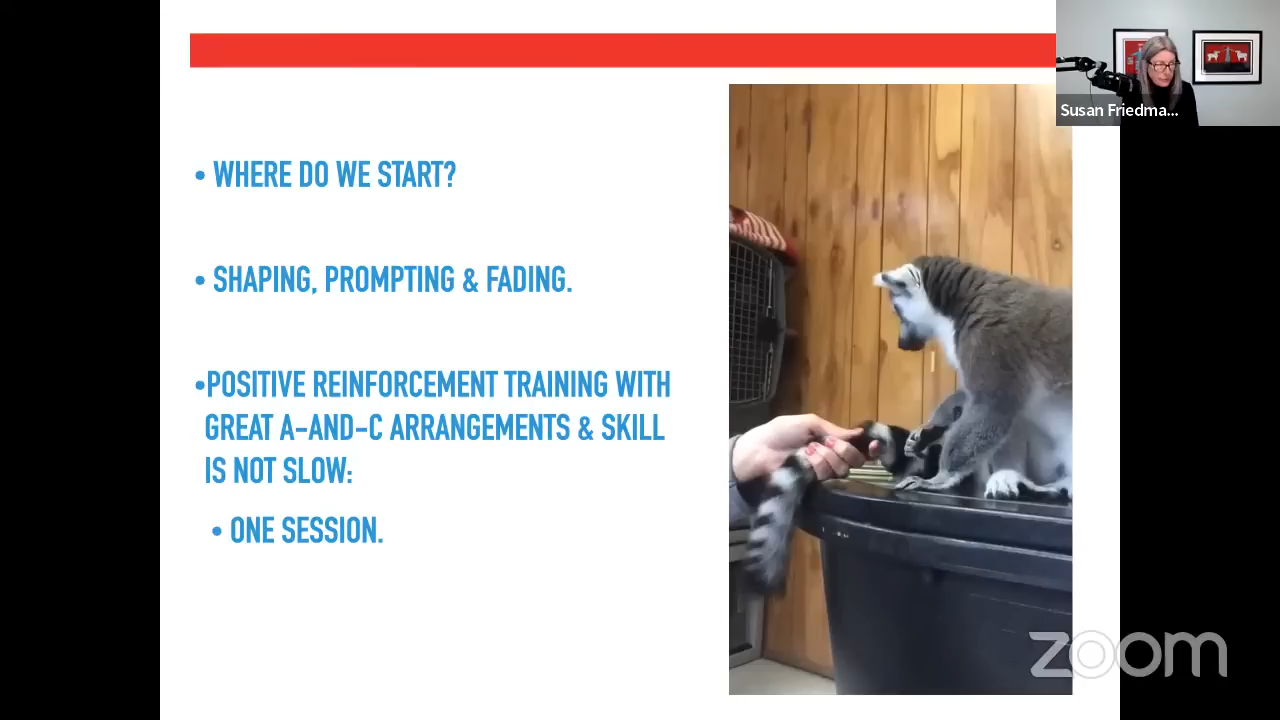 Susan Friedma...
• WHERE DO WE START?
• SHAPING, PROMPTING & FADING.
•POSITIVE REINFORCEMENT TRAINING WITH
GREAT A-AND-C ARRANGEMENTS & SKILL
IS NOT SLOW:
• ONE SESSION.
zoom